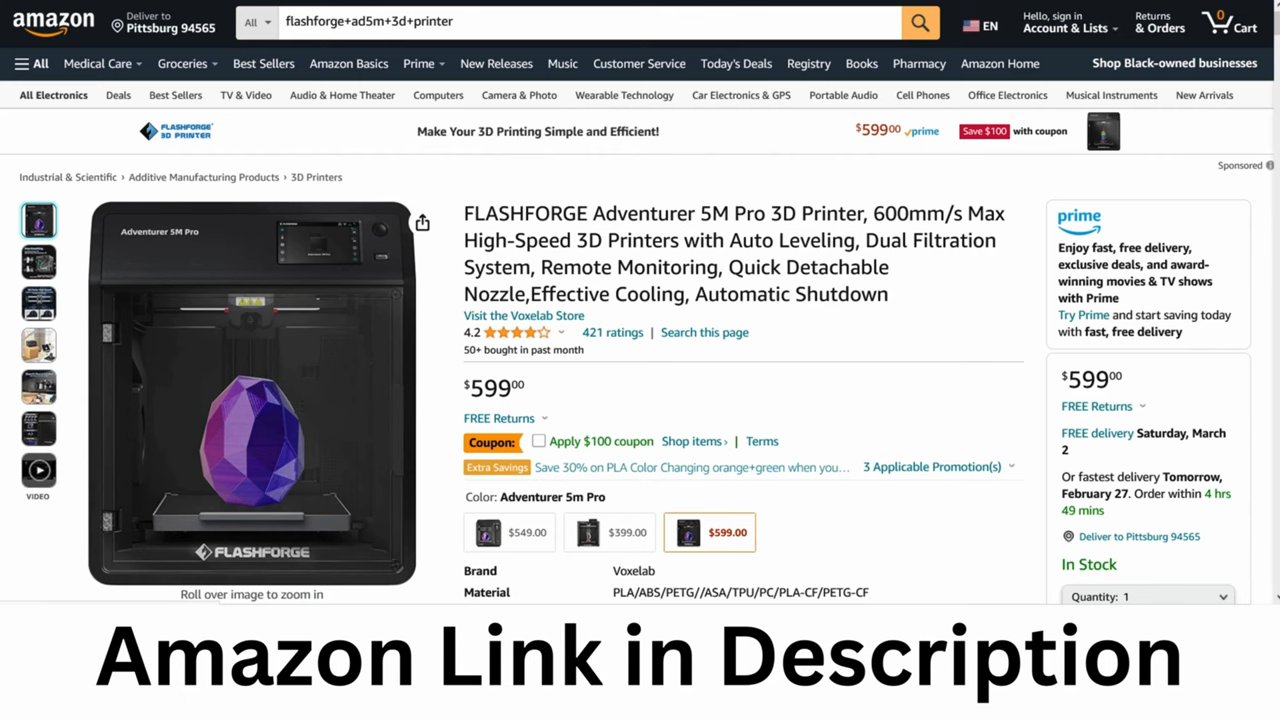 amazon
Deliver to
Pittsburg 94565
All
flashforge+ad5m+3d+printer
EN
Hello, sign in
Account & Lists
Returns
& Orders
0
Cart
All
Medical Care
Groceries
Best Sellers
Amazon Basics
Prime
New Releases
Music
Customer Service
Today's Deals
Registry
Books
Pharmacy
Amazon Home
Shop Black-owned businesses
All Electronics
Deals
Best Sellers
TV & Video
Audio & Home Theater
Computers
Camera & Photo
Wearable Technology
Car Electronics & GPS
Portable Audio
Cell Phones
Office Electronics
Musical Instruments
New Arrivals
FLASHFORGE
3D PRINTER
Make Your 3D Printing Simple and Efficient!
$59900 prime
Save $100 with coupon
Sponsored
Industrial & Scientific › Additive Manufacturing Products › 3D Printers
Adventurer 5M Pro
FLASHFORGE
VIDEO
Roll over image to zoom in
FLASHFORGE Adventurer 5M Pro 3D Printer, 600mm/s Max
High-Speed 3D Printers with Auto Leveling, Dual Filtration
System, Remote Monitoring, Quick Detachable
Nozzle,Effective Cooling, Automatic Shutdown
Visit the Voxelab Store
4.2 421 ratings | Search this page
50+ bought in past month
$59900
FREE Returns
Coupon: Apply $100 coupon Shop items › | Terms
Extra Savings Save 30% on PLA Color Changing orange+green when you… 3 Applicable Promotion(s)
Color: Adventurer 5m Pro
$549.00
$399.00
$599.00
Brand Voxelab
Material PLA/ABS/PETG//ASA/TPU/PC/PLA-CF/PETG-CF
prime
Enjoy fast, free delivery,
exclusive deals, and award-
winning movies & TV shows
with Prime
Try Prime and start saving today
with fast, free delivery
$59900
FREE Returns
FREE delivery Saturday, March
2
Or fastest delivery Tomorrow,
February 27. Order within 4 hrs
49 mins
Deliver to Pittsburg 94565
In Stock
Quantity: 1
Amazon Link in Description